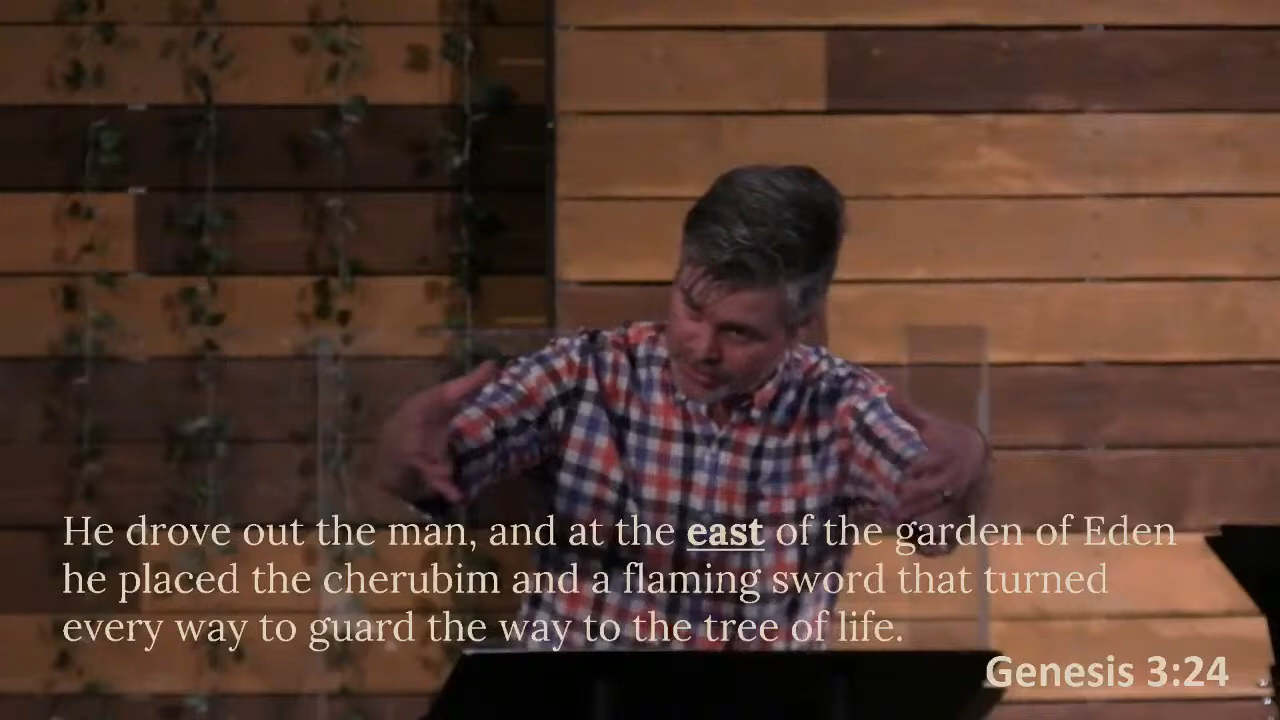 He drove out the man, and at the east of the garden of Eden
he placed the cherubim and a flaming sword that turned
every way to guard the way to the tree of life.
Genesis 3:24